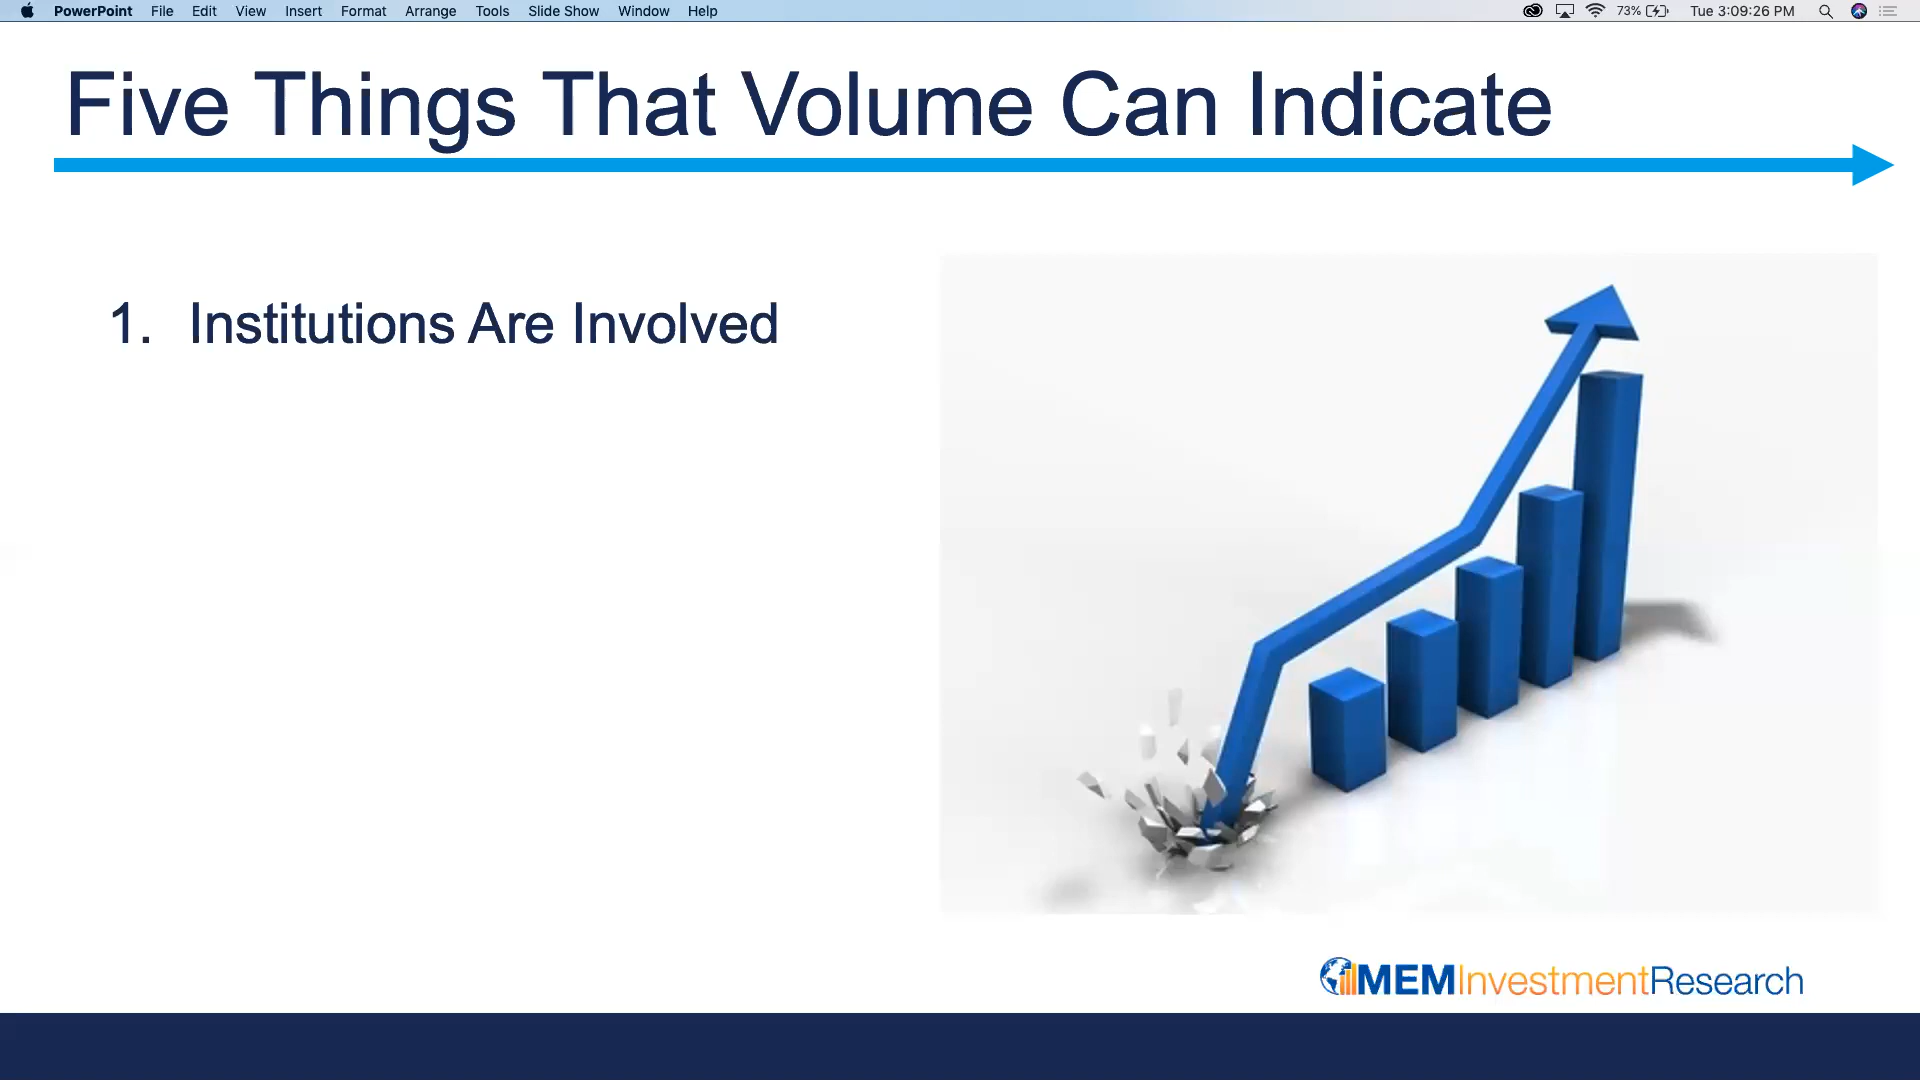 PowerPoint File Edit View Insert Format Arrange Tools Slide Show Window Help 73% Tue 3:09:26 PM
Five Things That Volume Can Indicate
1. Institutions Are Involved
MEMInvestmentResearch